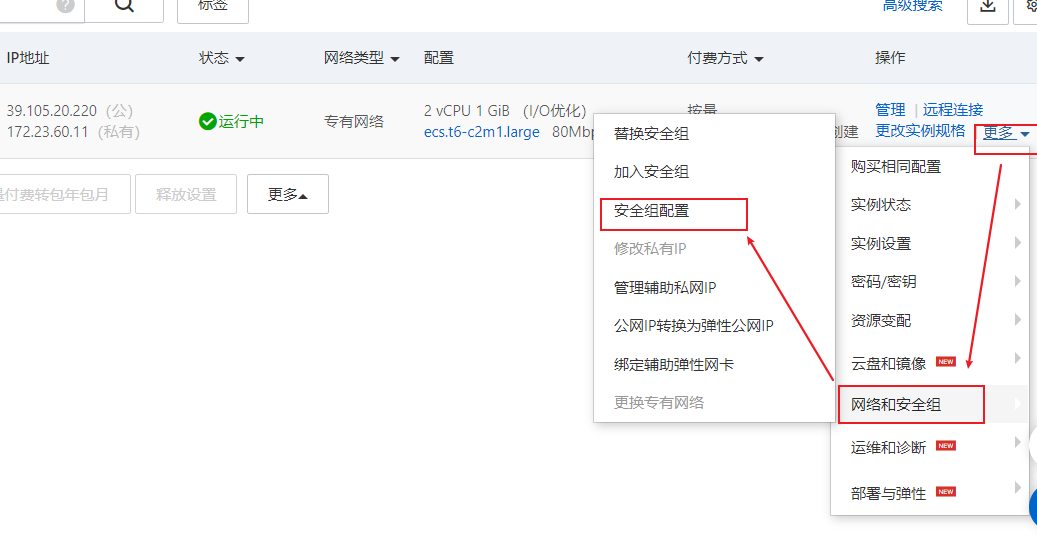 标签
高级搜索
IP地址 状态 网络类型 配置 付费方式 操作
39.105.20.220 (公)
172.23.60.11 (私有)
运行中
专有网络
2 vCPU 1 GiB (I/O优化)
ecs.t6-c2m1.large 80Mbp
按量
创建
管理 | 远程连接
更改实例规格 更多
付费转包年包月 释放设置 更多
替换安全组
加入安全组
安全组配置
修改私有IP
管理辅助私网IP
公网IP转换为弹性公网IP
绑定辅助弹性网卡
更换专有网络
购买相同配置
实例状态
实例设置
密码/密钥
资源变配
云盘和镜像 NEW
网络和安全组
运维和诊断 NEW
部署与弹性 NEW